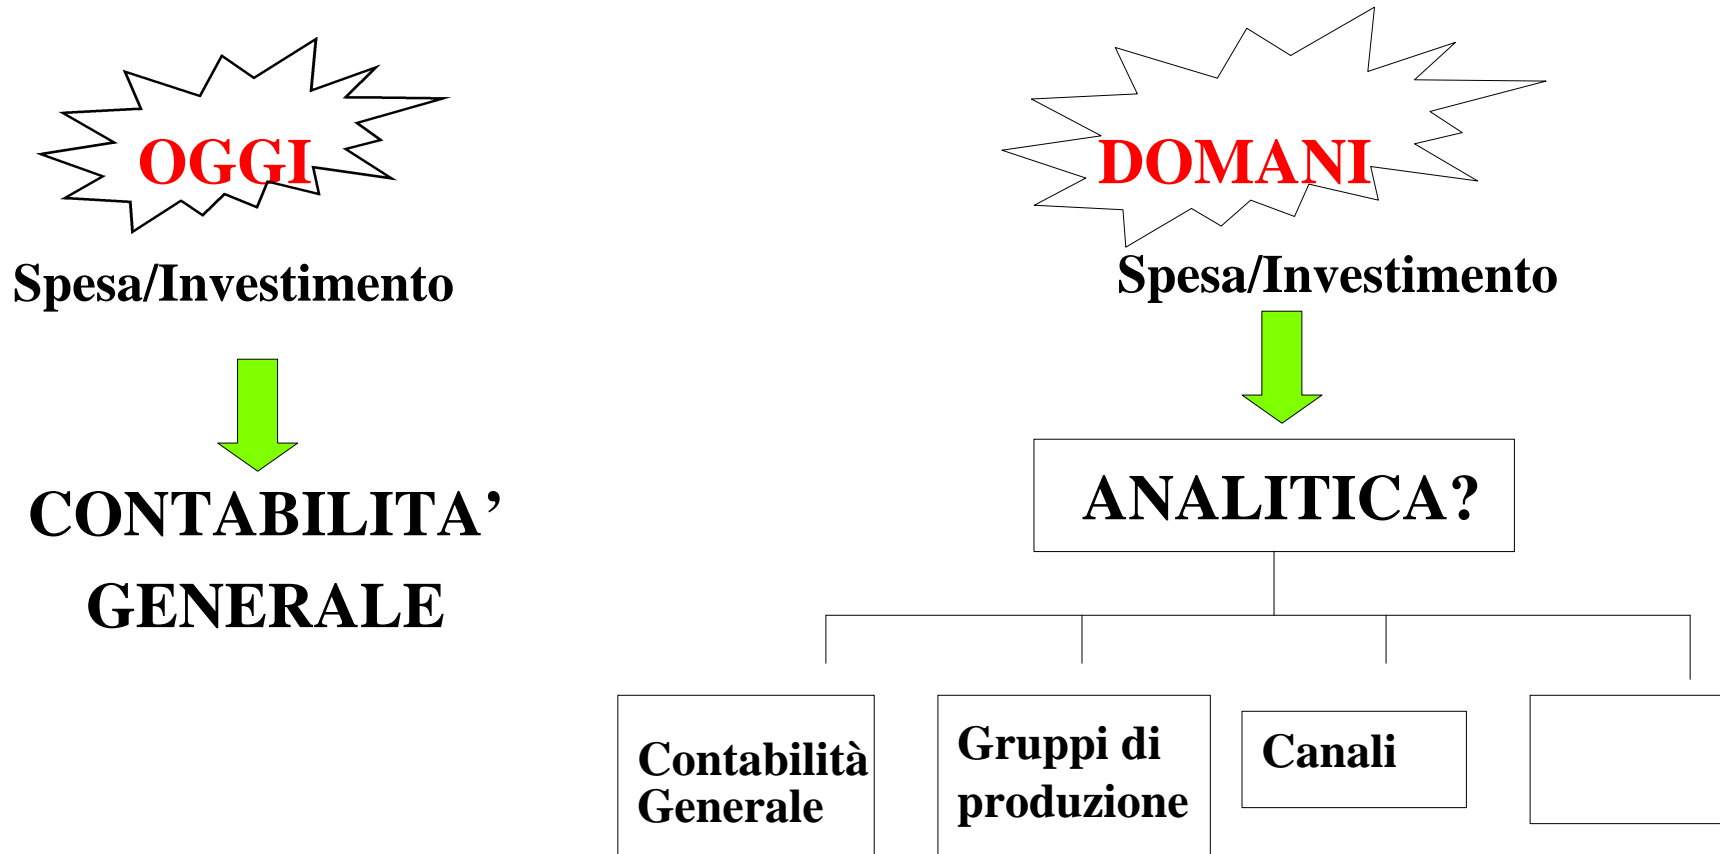 OGGI
Spesa/Investimento
CONTABILITA’
GENERALE
DOMANI
Spesa/Investimento
ANALITICA?
Contabilità
Generale
Gruppi di
produzione
Canali